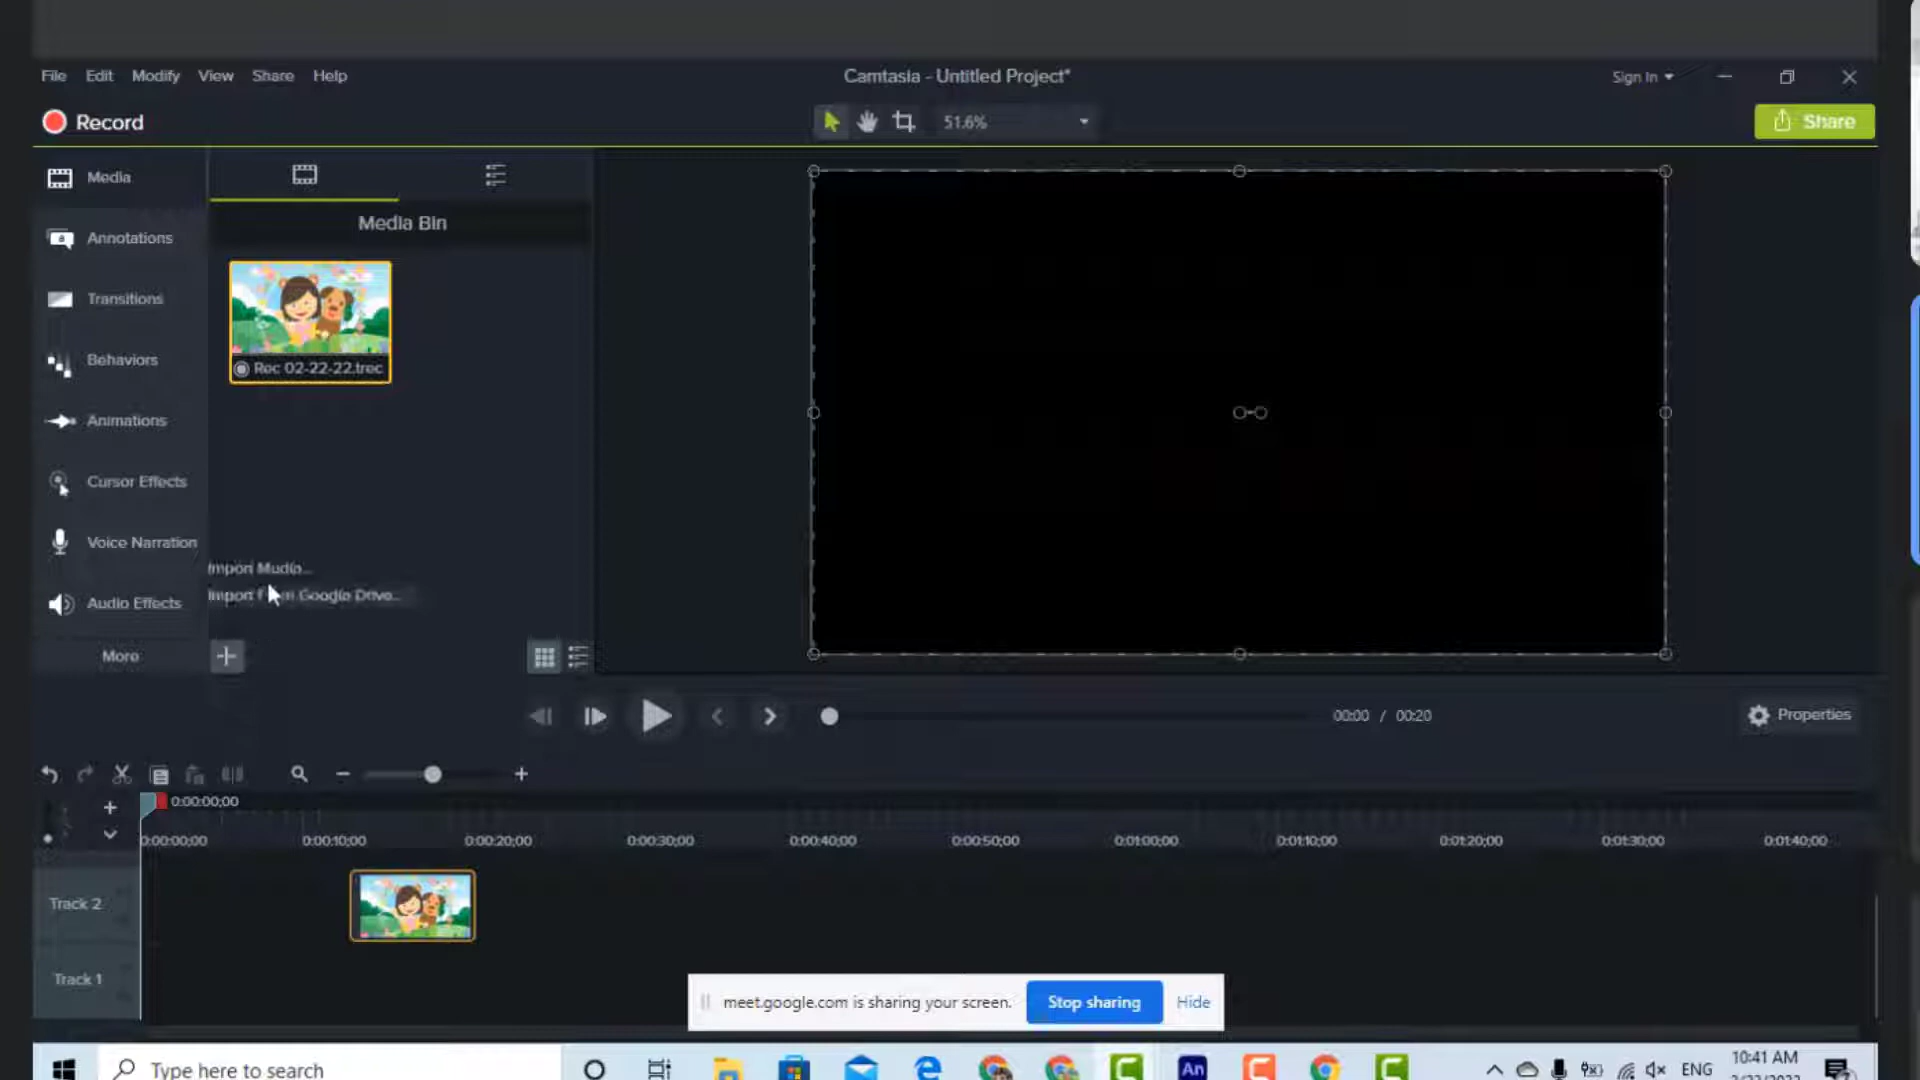 File Edit Modify View Share Help
Camtasia - Untitled Project*
Sign In
Record
51.6%
Share
Media
Annotations
Transitions
Behaviors
Animations
Cursor Effects
Voice Narration
Audio Effects
More
Media Bin
Rec 02-22-22.trec
Import Media...
Import from Google Drive...
00:00 / 00:20
Properties
0:00:00;00
0:00:00;00 0:00:10;00 0:00:20;00 0:00:30;00 0:00:40;00 0:00:50;00 0:01:00;00 0:01:10;00 0:01:20;00 0:01:30;00 0:01:40;00
Track 2
Track 1
meet.google.com is sharing your screen.
Stop sharing
Hide
Type here to search
An
ENG
10:41 AM